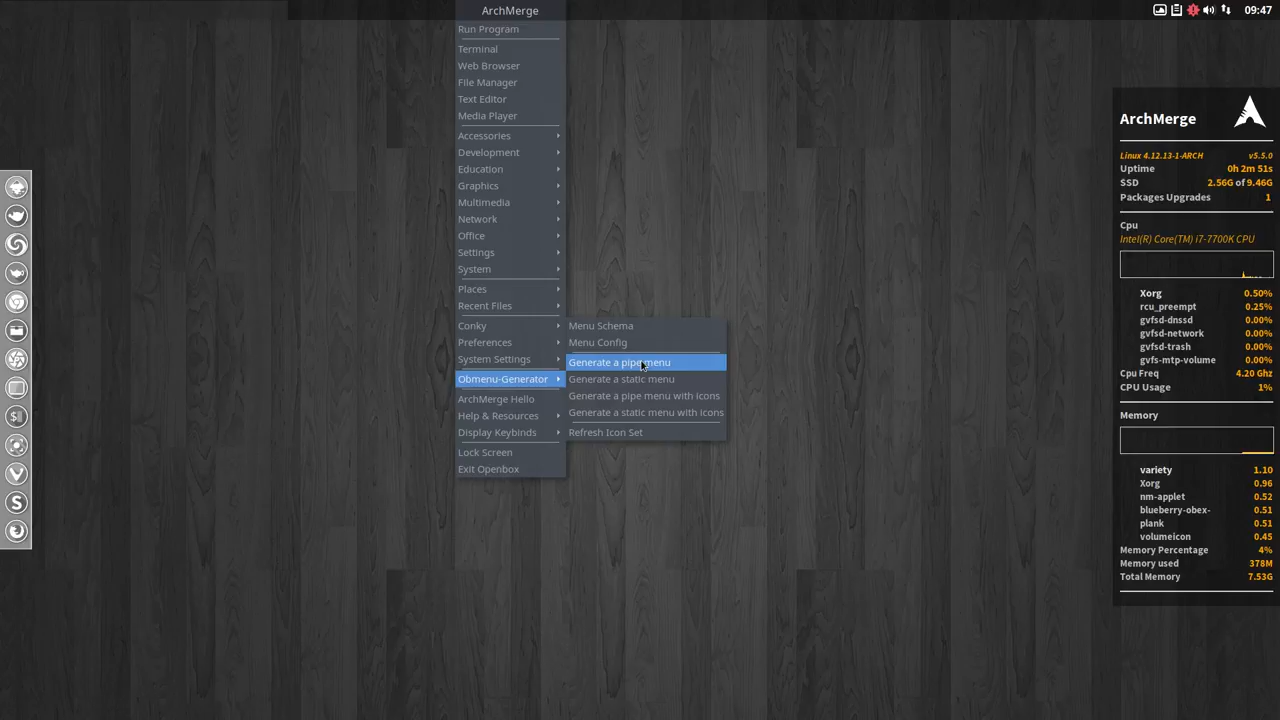 ArchMerge
09:47
Run Program
Terminal
Web Browser
File Manager
Text Editor
Media Player
Accessories
Development
Education
Graphics
Multimedia
Network
Office
Settings
System
Places
Recent Files
Conky
Preferences
System Settings
Obmenu-Generator
ArchMerge Hello
Help & Resources
Display Keybinds
Lock Screen
Exit Openbox
Menu Schema
Menu Config
Generate a pipe menu
Generate a static menu
Generate a pipe menu with icons
Generate a static menu with icons
Refresh Icon Set
ArchMerge
Linux 4.12.13-1-ARCH v5.5.0
Uptime 0h 2m 51s
SSD 2.56G of 9.46G
Packages Upgrades 1
Cpu
Intel(R) Core(TM) i7-7700K CPU
Xorg 0.50%
rcu_preempt 0.25%
gvfsd-dnssd 0.00%
gvfsd-network 0.00%
gvfsd-trash 0.00%
gvfs-mtp-volume 0.00%
Cpu Freq 4.20 Ghz
CPU Usage 1%
Memory
variety 1.10
Xorg 0.96
nm-applet 0.52
blueberry-obex- 0.51
plank 0.51
volumeicon 0.45
Memory Percentage 4%
Memory used 378M
Total Memory 7.53G